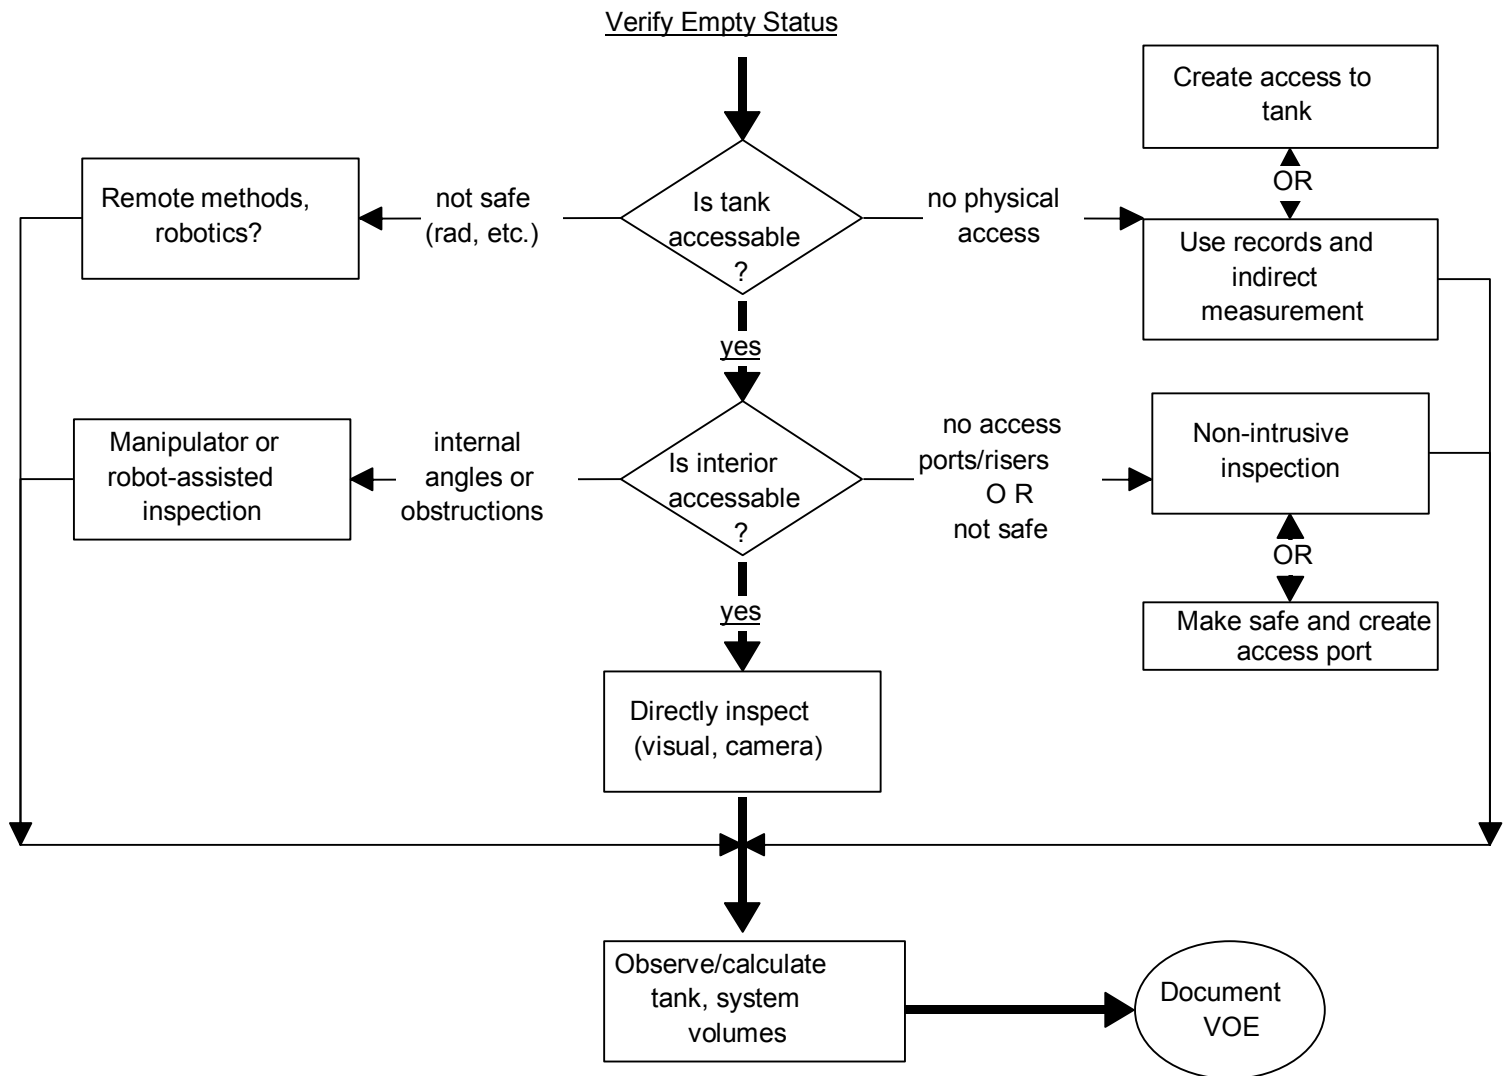 Verify Empty Status
Create access to
tank
OR
Remote methods,
robotics?
not safe
(rad, etc.)
Is tank
accessable
?
no physical
access
Use records and
indirect
measurement
yes
Manipulator or
robot-assisted
inspection
internal
angles or
obstructions
Is interior
accessable
?
no access
ports/risers
O R
not safe
Non-intrusive
inspection
OR
Make safe and create
access port
yes
Directly inspect
(visual, camera)
Observe/calculate
tank, system
volumes
Document
VOE